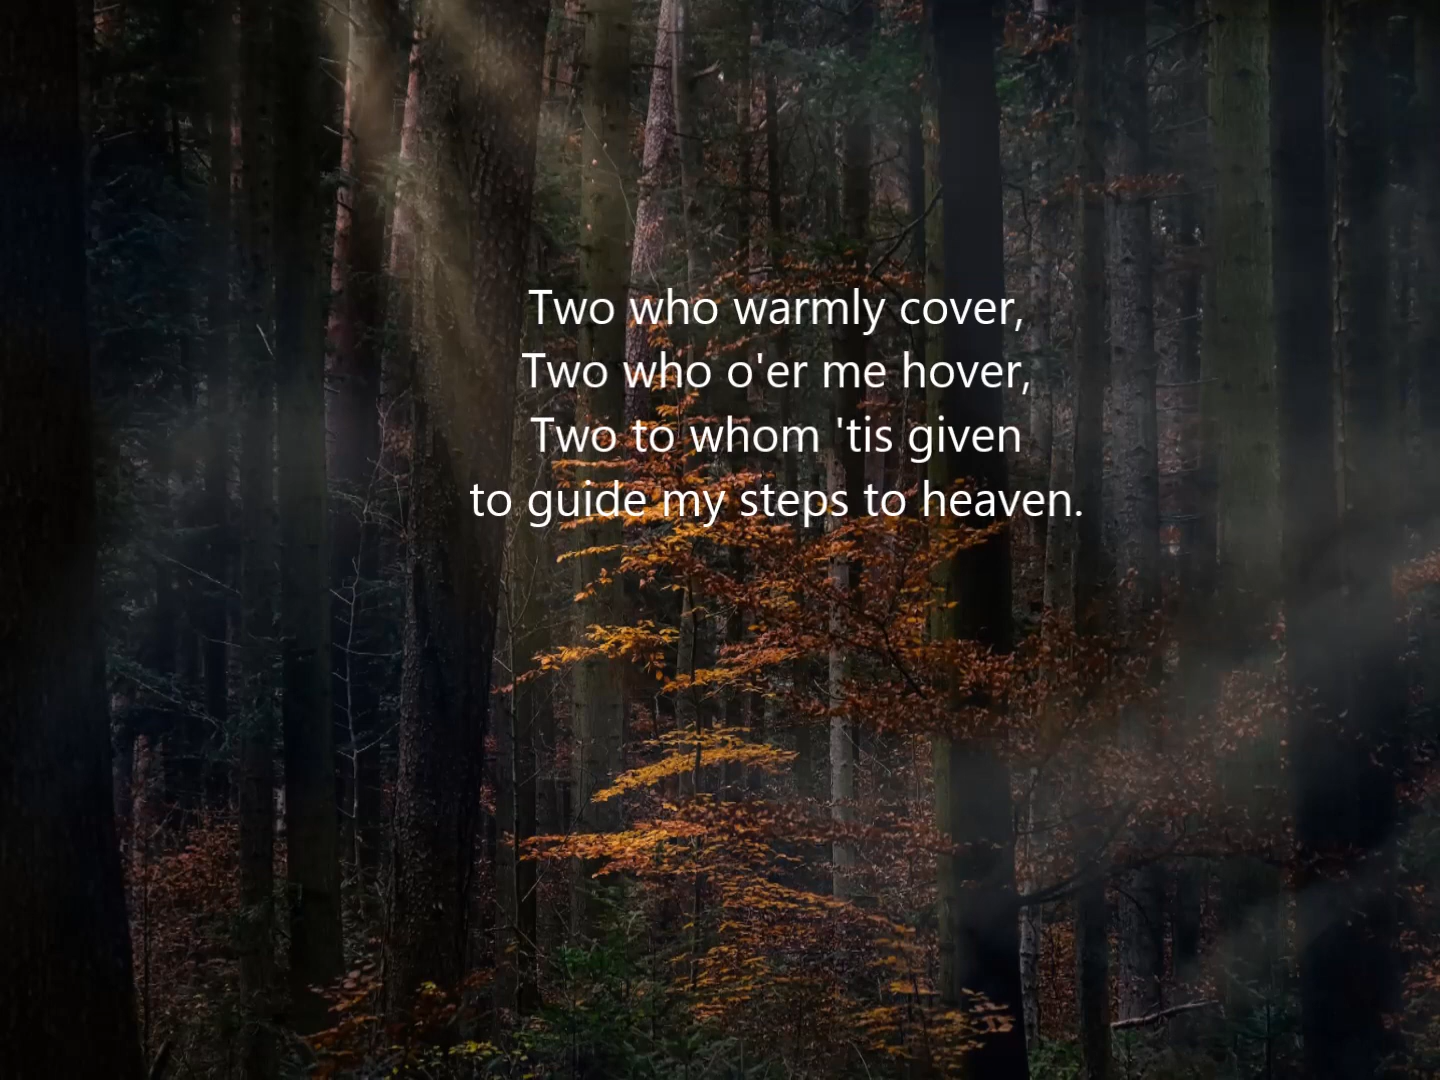 Two who warmly cover,
Two who o'er me hover,
Two to whom 'tis given
to guide my steps to heaven.